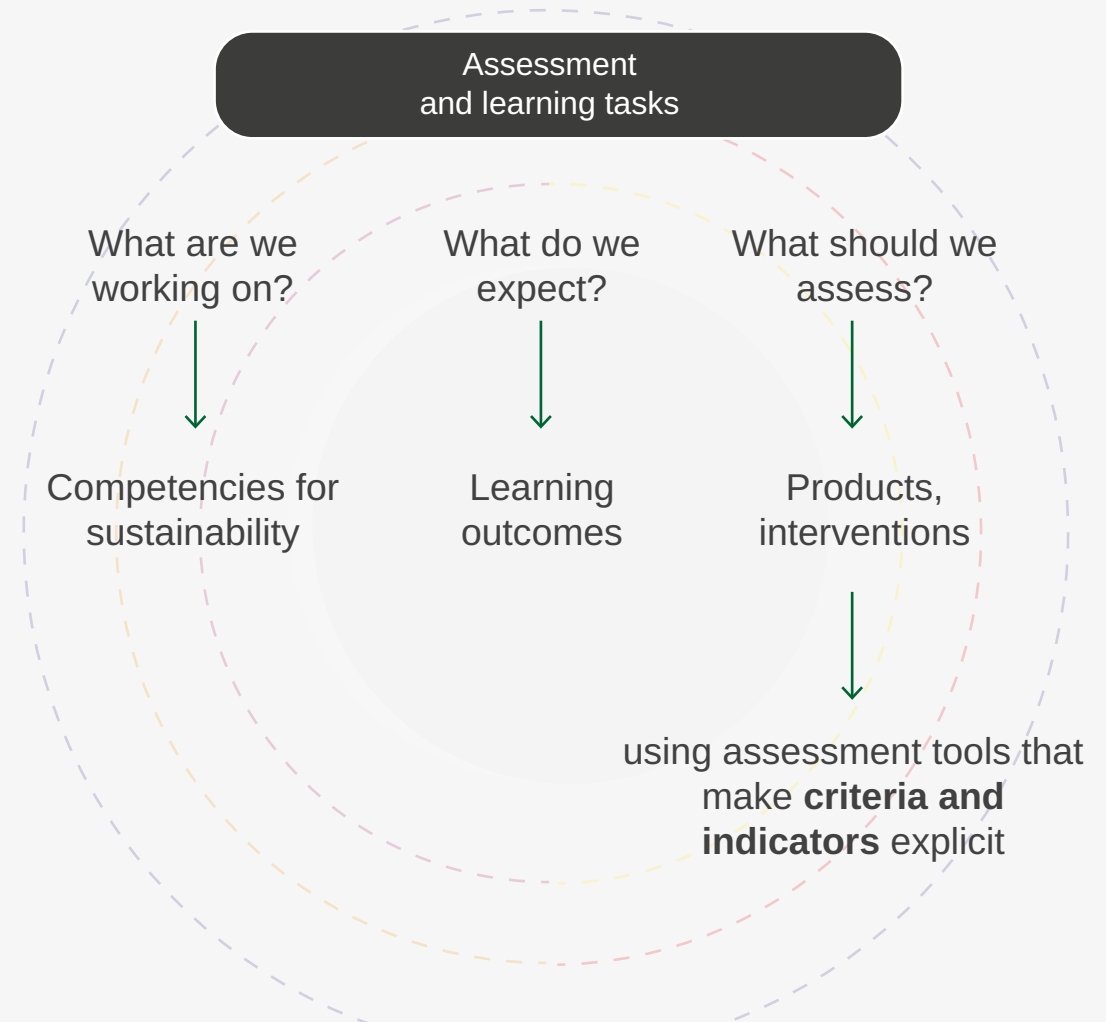 Assessment
and learning tasks
What are we
working on?
What do we
expect?
What should we
assess?
Competencies for
sustainability
Learning
outcomes
Products,
interventions
using assessment tools that
make criteria and
indicators explicit